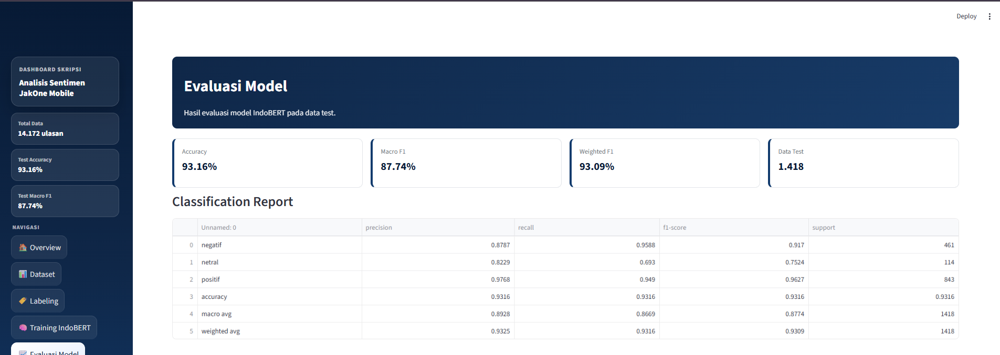 Deploy
DASHBOARD SKRIPSI
Analisis Sentimen
JakOne Mobile
Total Data
14.172 ulasan
Test Accuracy
93.16%
Test Macro F1
87.74%
NAVIGASI
Overview
Dataset
Labeling
Training IndoBERT
Evaluasi Model
Evaluasi Model
Hasil evaluasi model IndoBERT pada data test.
Accuracy
93.16%
Macro F1
87.74%
Weighted F1
93.09%
Data Test
1.418
Classification Report
Unnamed: 0 precision recall f1-score support
0 negatif 0.8787 0.9588 0.917 461
1 netral 0.8229 0.693 0.7524 114
2 positif 0.9768 0.949 0.9627 843
3 accuracy 0.9316 0.9316 0.9316 0.9316
4 macro avg 0.8928 0.8669 0.8774 1418
5 weighted avg 0.9325 0.9316 0.9309 1418